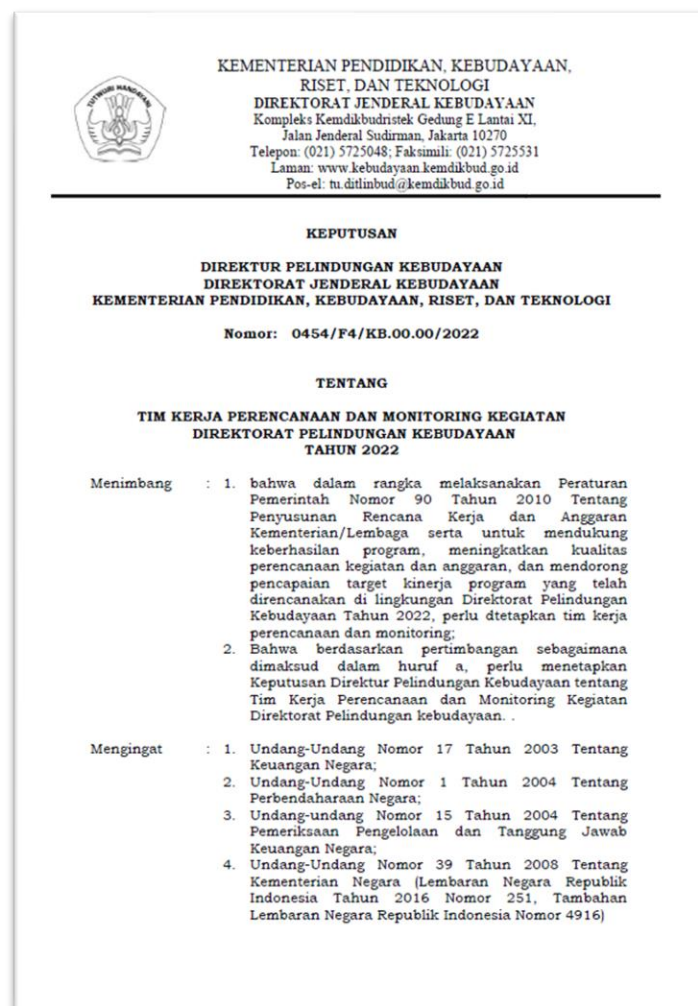 TUTWURI HANDAYANI
KEMENTERIAN PENDIDIKAN, KEBUDAYAAN,
RISET, DAN TEKNOLOGI
DIREKTORAT JENDERAL KEBUDAYAAN
Kompleks Kemdikbudristek Gedung E Lantai XI,
Jalan Jenderal Sudirman, Jakarta 10270
Telepon: (021) 5725048; Faksimili: (021) 5725531
Laman: www.kebudayaan.kemdikbud.go.id
Pos-el: tu.ditlinbud@kemdikbud.go.id
KEPUTUSAN
DIREKTUR PELINDUNGAN KEBUDAYAAN
DIREKTORAT JENDERAL KEBUDAYAAN
KEMENTERIAN PENDIDIKAN, KEBUDAYAAN, RISET, DAN TEKNOLOGI
Nomor: 0454/F4/KB.00.00/2022
TENTANG
TIM KERJA PERENCANAAN DAN MONITORING KEGIATAN
DIREKTORAT PELINDUNGAN KEBUDAYAAN
TAHUN 2022
Menimbang : 1. bahwa dalam rangka melaksanakan Peraturan
Pemerintah Nomor 90 Tahun 2010 Tentang
Penyusunan Rencana Kerja dan Anggaran
Kementerian/Lembaga serta untuk mendukung
keberhasilan program, meningkatkan kualitas
perencanaan kegiatan dan anggaran, dan mendorong
pencapaian target kinerja program yang telah
direncanakan di lingkungan Direktorat Pelindungan
Kebudayaan Tahun 2022, perlu dtetapkan tim kerja
perencanaan dan monitoring;
2. Bahwa berdasarkan pertimbangan sebagaimana
dimaksud dalam huruf a, perlu menetapkan
Keputusan Direktur Pelindungan Kebudayaan tentang
Tim Kerja Perencanaan dan Monitoring Kegiatan
Direktorat Pelindungan kebudayaan. .
Mengingat : 1. Undang-Undang Nomor 17 Tahun 2003 Tentang
Keuangan Negara;
2. Undang-Undang Nomor 1 Tahun 2004 Tentang
Perbendaharaan Negara;
3. Undang-undang Nomor 15 Tahun 2004 Tentang
Pemeriksaan Pengelolaan dan Tanggung Jawab
Keuangan Negara;
4. Undang-Undang Nomor 39 Tahun 2008 Tentang
Kementerian Negara (Lembaran Negara Republik
Indonesia Tahun 2016 Nomor 251, Tambahan
Lembaran Negara Republik Indonesia Nomor 4916)